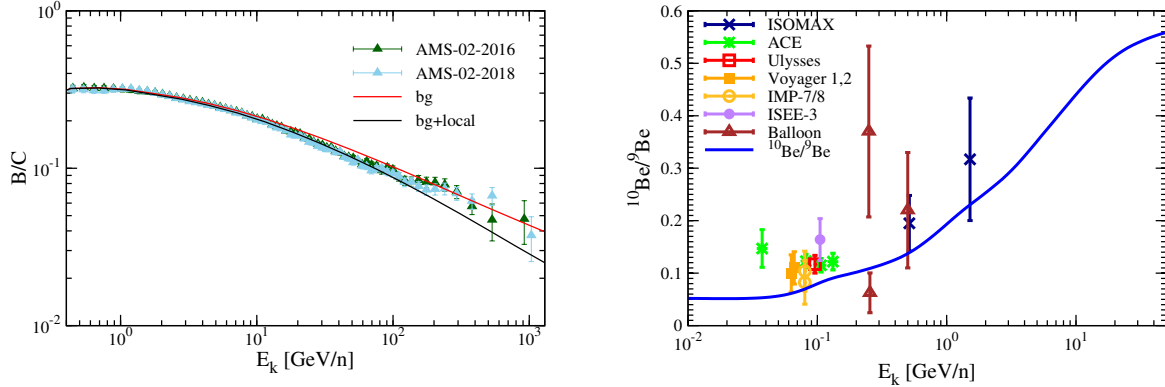 10^0
10^-1
10^-2
B/C
AMS-02-2016
AMS-02-2018
bg
bg+local
10^0
10^1
10^2
10^3
E_k [GeV/n]
0.6
0.5
0.4
0.3
0.2
0.1
0
^10Be/^9Be
ISOMAX
ACE
Ulysses
Voyager 1,2
IMP-7/8
ISEE-3
Balloon
^10Be/^9Be
10^-2
10^-1
10^0
10^1
E_k [GeV/n]